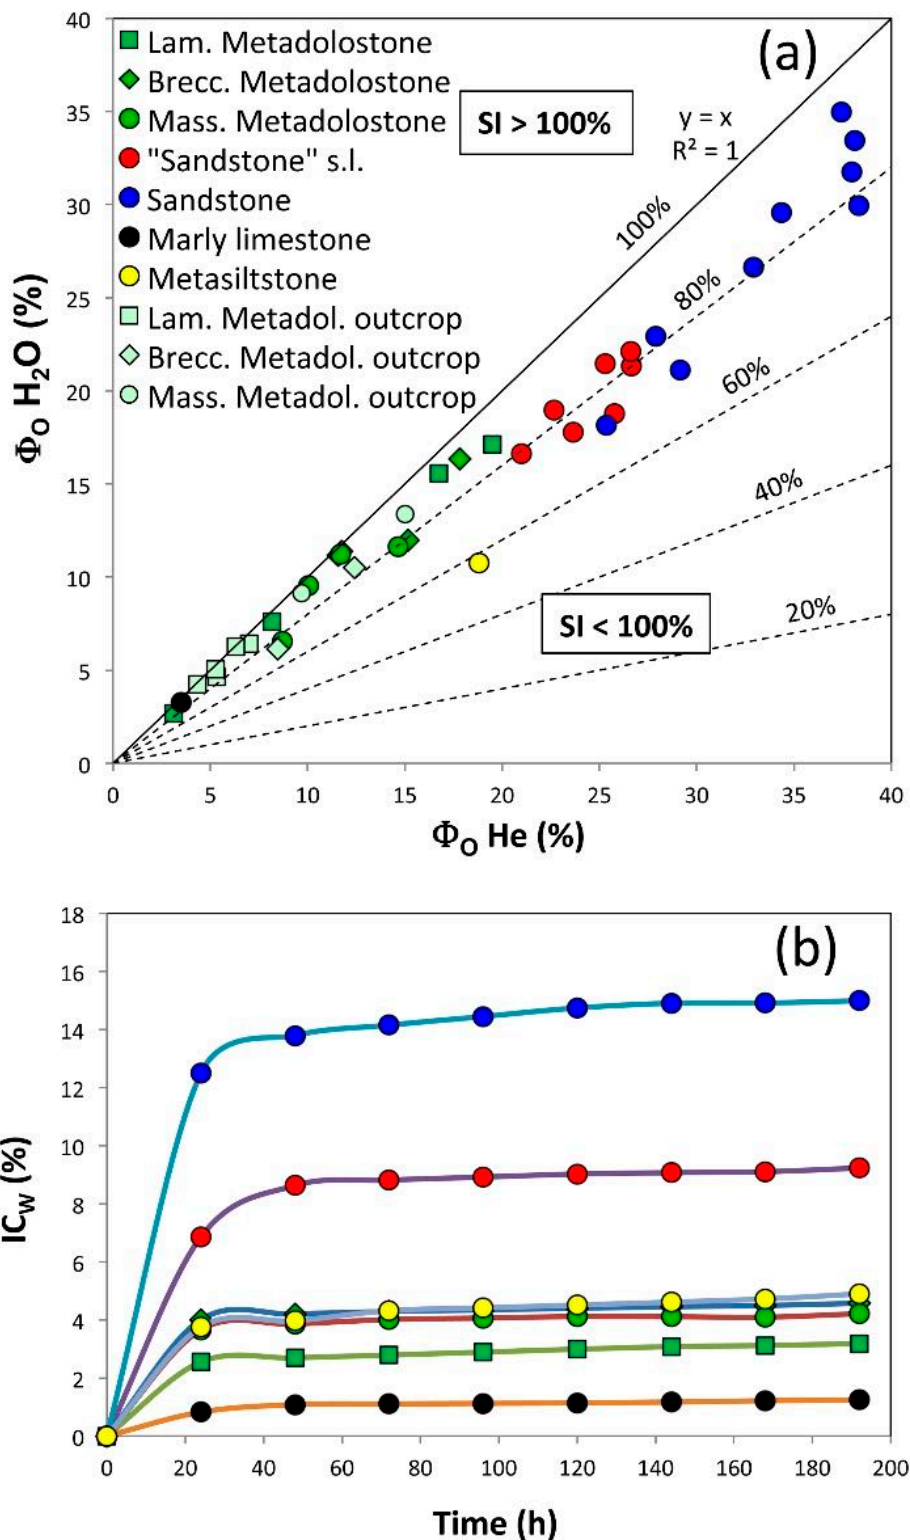 (a)
Lam. Metadolostone
Brecc. Metadolostone
Mass. Metadolostone
"Sandstone" s.l.
Sandstone
Marly limestone
Metasiltstone
Lam. Metadol. outcrop
Brecc. Metadol. outcrop
Mass. Metadol. outcrop
SI > 100%
y = x
R² = 1
100%
80%
60%
40%
20%
SI < 100%
40
35
30
25
20
15
10
5
0
Φ_O H₂O (%)
0 5 10 15 20 25 30 35 40
Φ_O He (%)
(b)
18
16
14
12
10
8
6
4
2
0
IC_W (%)
0 20 40 60 80 100 120 140 160 180 200
Time (h)